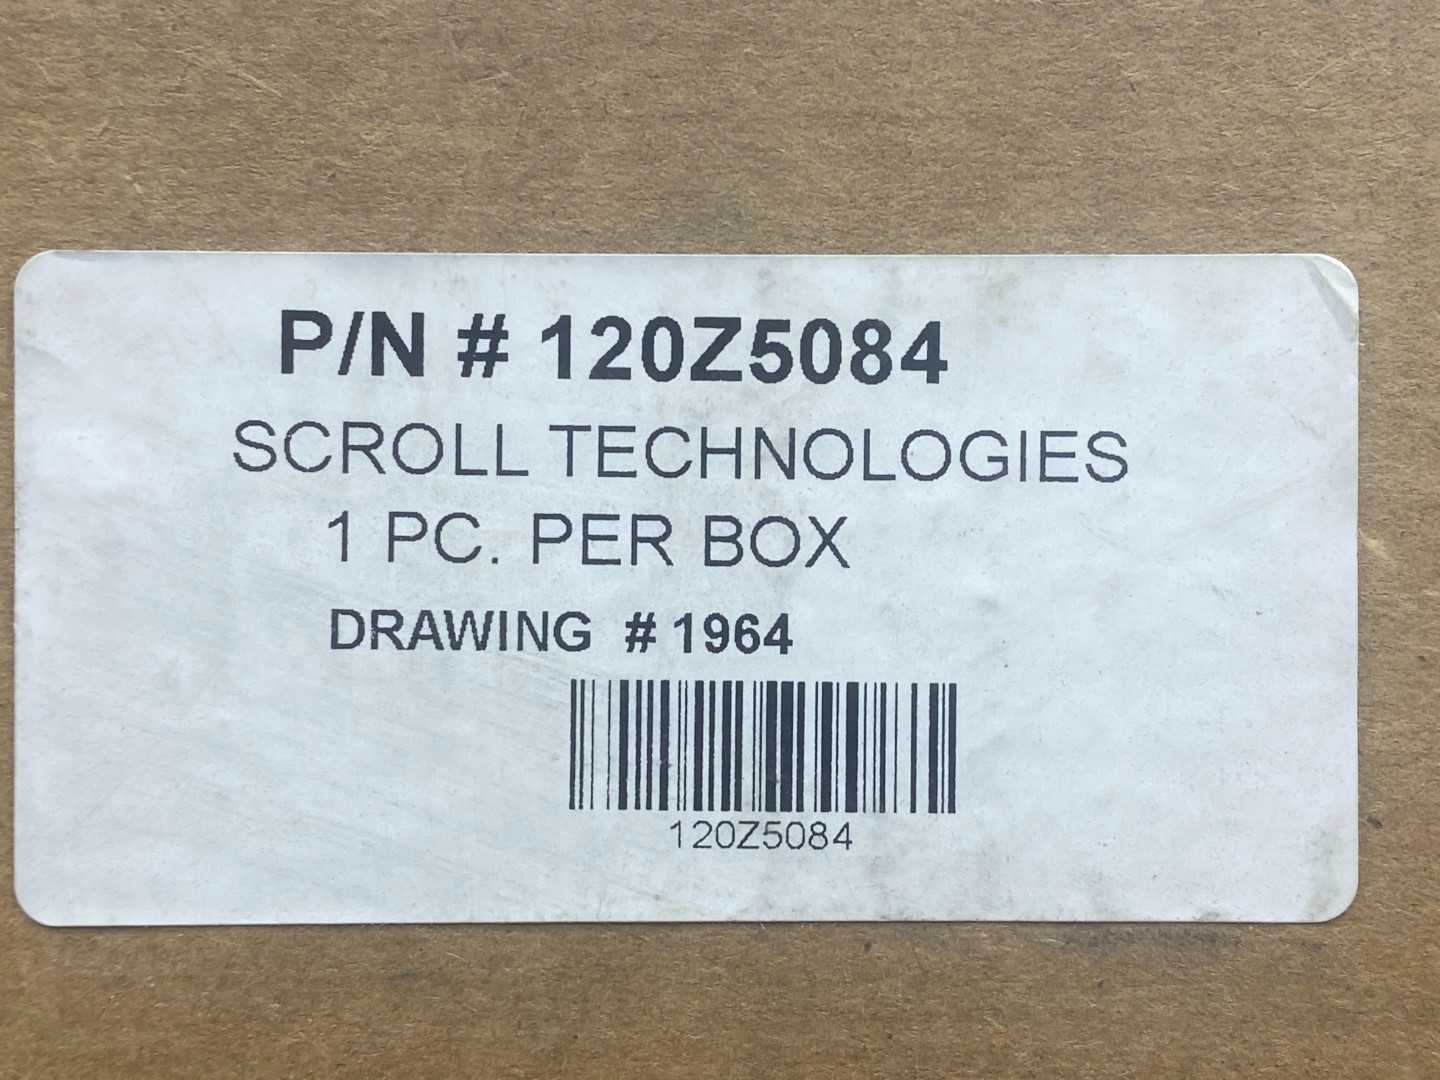 P/N # 120Z5084
SCROLL TECHNOLOGIES
1 PC. PER BOX
DRAWING # 1964
120Z5084